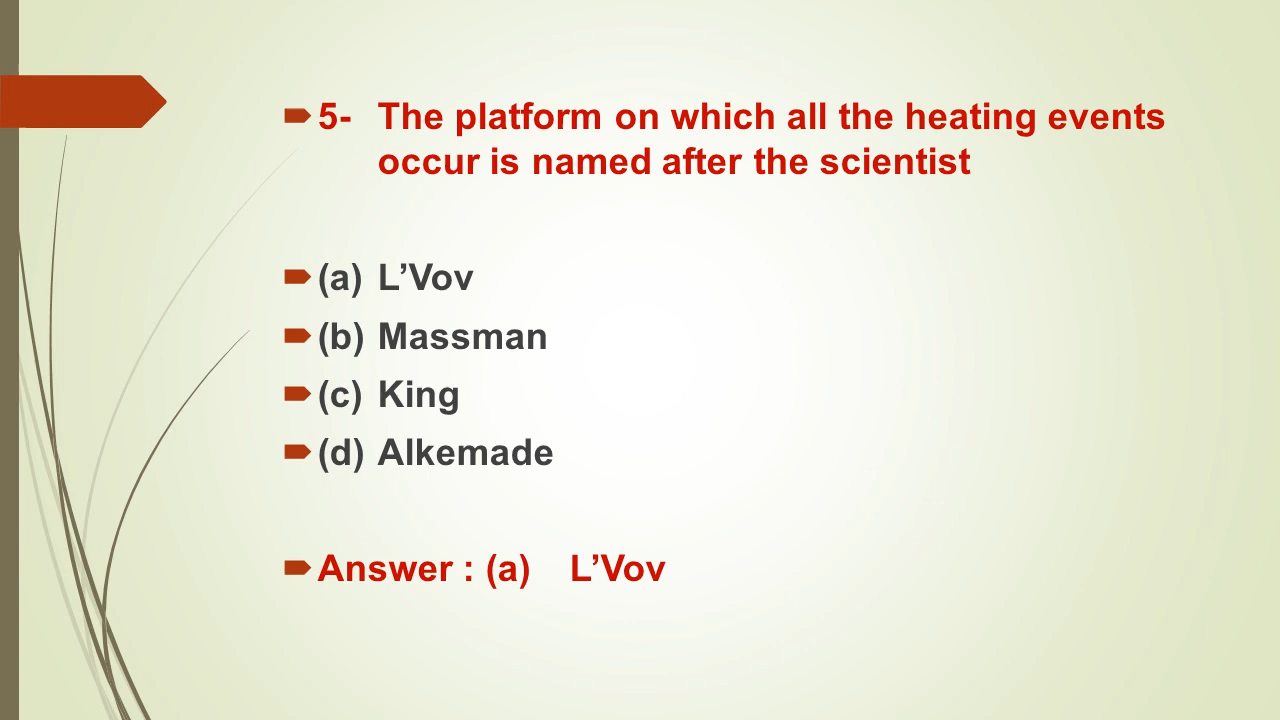 5- The platform on which all the heating events
occur is named after the scientist
(a) L’Vov
(b) Massman
(c) King
(d) Alkemade
Answer : (a) L’Vov